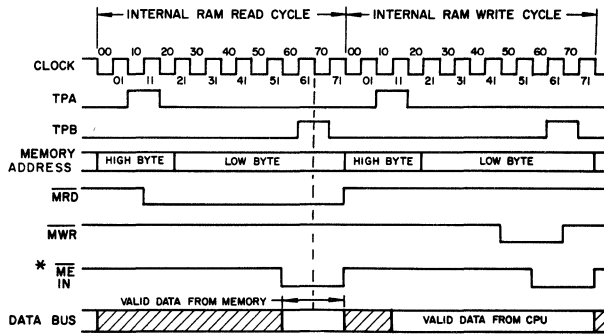 INTERNAL RAM READ CYCLE INTERNAL RAM WRITE CYCLE
00 10 20 30 40 50 60 70 00 10 20 30 40 50 60 70
CLOCK
01 11 21 31 41 51 61 71 01 11 21 31 41 51 61 71
TPA
TPB
MEMORY ADDRESS HIGH BYTE LOW BYTE HIGH BYTE LOW BYTE
MRD
MWR
* ME IN
VALID DATA FROM MEMORY
DATA BUS VALID DATA FROM CPU